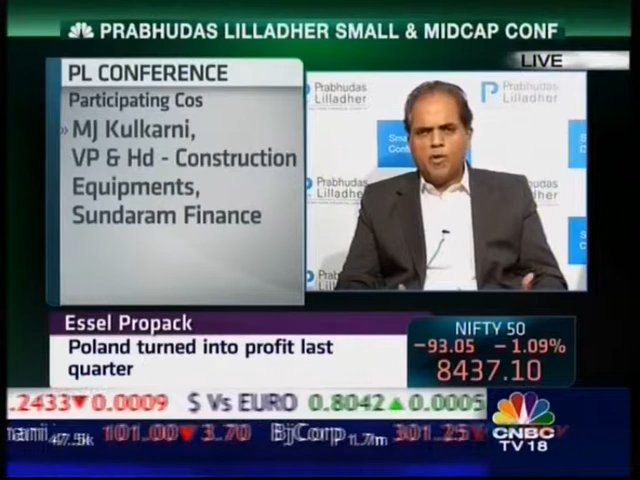 PRABHUDAS LILLADHER SMALL & MIDCAP CONF
LIVE
PL CONFERENCE
Participating Cos
» MJ Kulkarni,
VP & Hd - Construction
Equipments,
Sundaram Finance
Prabhudas
Lilladher
Prabhudas
Lilladher
Prabhudas
Lilladher
Essel Propack
Poland turned into profit last
quarter
NIFTY 50
-93.05 -1.09%
8437.10
.2433▼0.0009 $ Vs EURO 0.8042▲0.0005
47.5k 101.00▼3.70 BjCorp 11.7m 301.25▼
CNBC
TV18